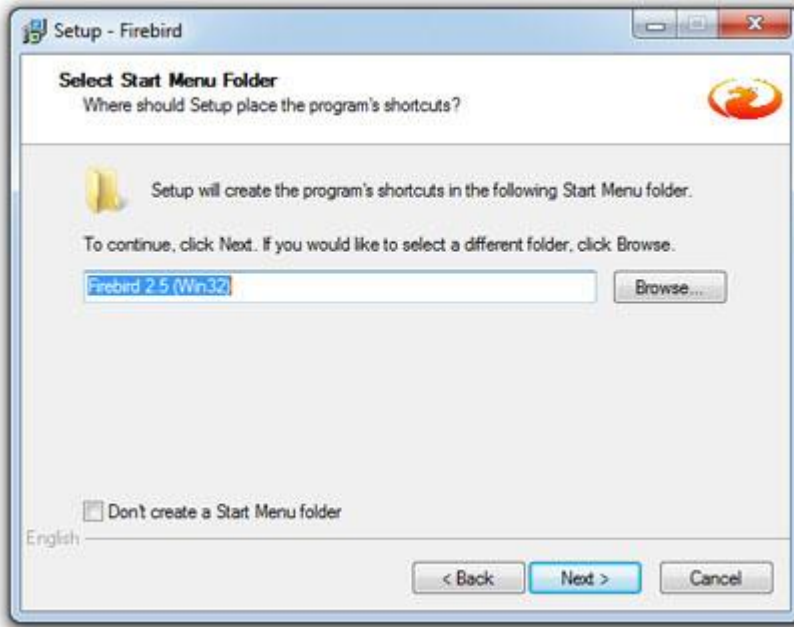 Setup - Firebird
Select Start Menu Folder
Where should Setup place the program's shortcuts?
Setup will create the program's shortcuts in the following Start Menu folder.
To continue, click Next. If you would like to select a different folder, click Browse.
Firebird 2.5 (Win32)
Browse...
Don't create a Start Menu folder
English
< Back
Next >
Cancel